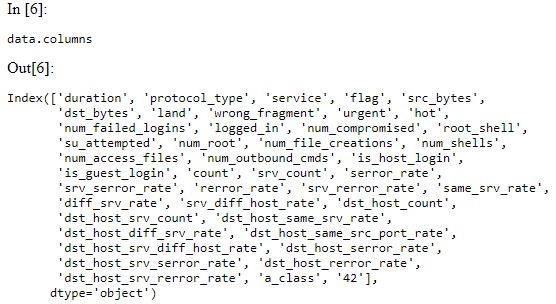 In [6]:
data.columns
Out[6]:
Index(['duration', 'protocol_type', 'service', 'flag', 'src_bytes',
'dst_bytes', 'land', 'wrong_fragment', 'urgent', 'hot',
'num_failed_logins', 'logged_in', 'num_compromised', 'root_shell',
'su_attempted', 'num_root', 'num_file_creations', 'num_shells',
'num_access_files', 'num_outbound_cmds', 'is_host_login',
'is_guest_login', 'count', 'srv_count', 'serror_rate',
'srv_serror_rate', 'rerror_rate', 'srv_rerror_rate', 'same_srv_rate',
'diff_srv_rate', 'srv_diff_host_rate', 'dst_host_count',
'dst_host_srv_count', 'dst_host_same_srv_rate',
'dst_host_diff_srv_rate', 'dst_host_same_src_port_rate',
'dst_host_srv_diff_host_rate', 'dst_host_serror_rate',
'dst_host_srv_serror_rate', 'dst_host_rerror_rate',
'dst_host_srv_rerror_rate', 'a_class', '42'],
dtype='object')